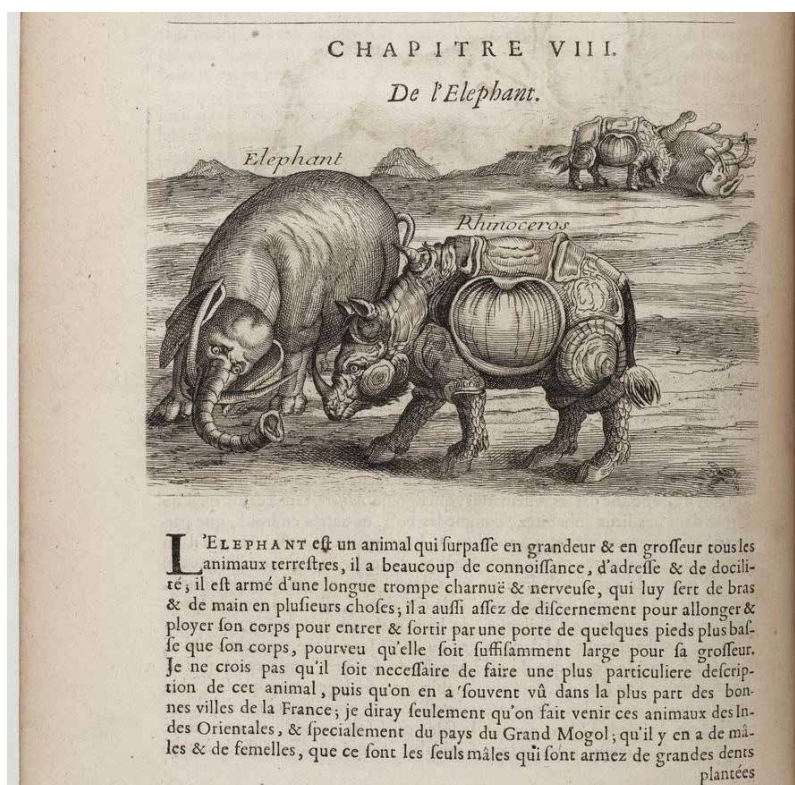 CHAPITRE VIII.
De l'Elephant.
Elephant
Rhinoceros
L'ELEPHANT eſt un animal qui ſurpaſſe en grandeur & en groſſeur tous les
animaux terreſtres, il a beaucoup de connoiſſance, d'adreſſe & de docili-
té; il eſt armé d'une longue trompe charnuë & nerveuſe, qui luy ſert de bras
& de main en pluſieurs choſes; il a auſſi aſſez de diſcernement pour allonger &
ployer ſon corps pour entrer & ſortir par une porte de quelques pieds plus baſ-
ſe que ſon corps, pourveu qu'elle ſoit ſuffiſamment large pour ſa groſſeur.
Je ne crois pas qu'il ſoit neceſſaire de faire une plus particuliere deſcrip-
tion de cet animal, puis qu'on en a ſouvent vû dans la plus part des bon-
nes villes de la France; je diray ſeulement qu'on fait venir ces animaux des In-
des Orientales, & ſpecialement du pays du Grand Mogol; qu'il y en a de mâ-
les & de femelles, que ce ſont les ſeuls mâles qui ſont armez de grandes dents
plantées